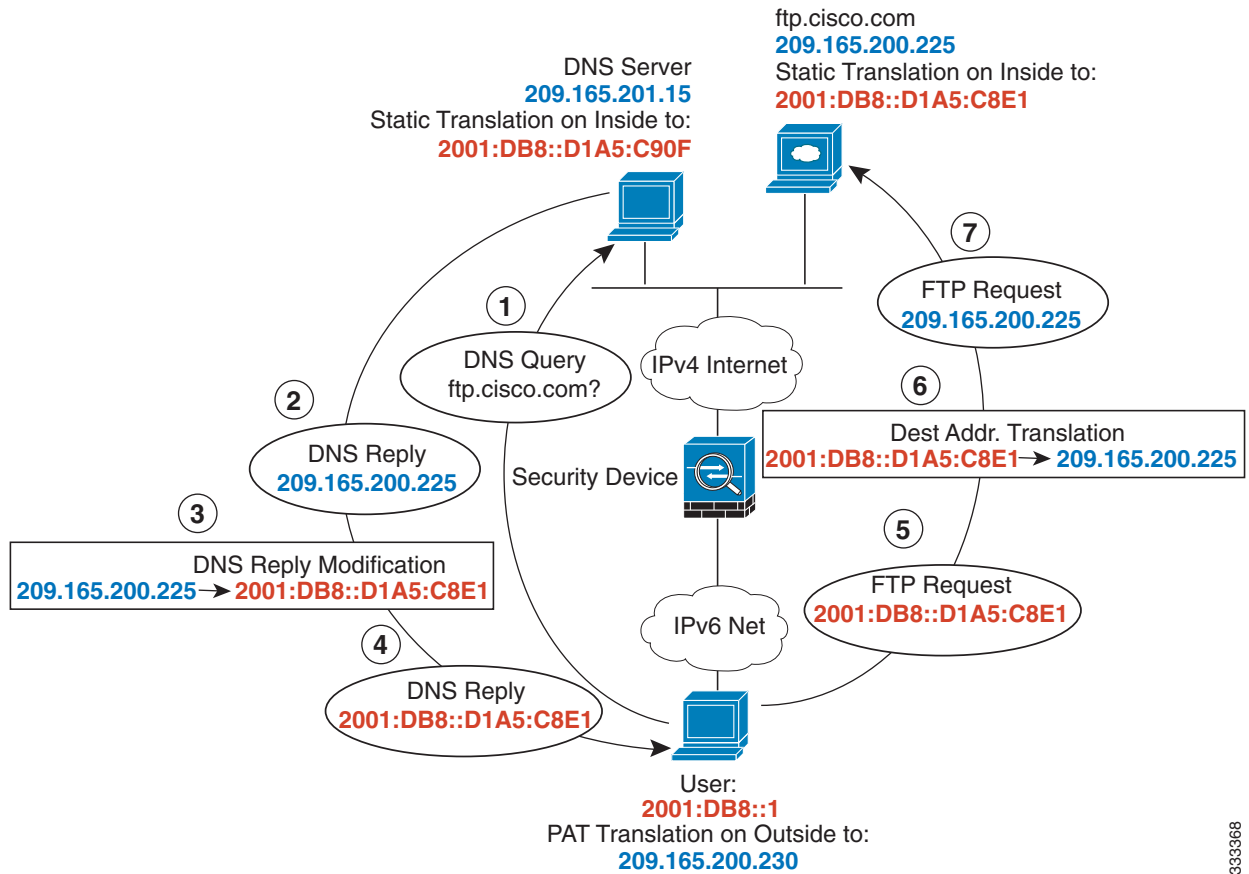 ftp.cisco.com
209.165.200.225
Static Translation on Inside to:
2001:DB8::D1A5:C8E1
DNS Server
209.165.201.15
Static Translation on Inside to:
2001:DB8::D1A5:C90F
1
DNS Query
ftp.cisco.com?
2
DNS Reply
209.165.200.225
3
DNS Reply Modification
209.165.200.225 → 2001:DB8::D1A5:C8E1
4
DNS Reply
2001:DB8::D1A5:C8E1
IPv4 Internet
Security Device
IPv6 Net
7
FTP Request
209.165.200.225
6
Dest Addr. Translation
2001:DB8::D1A5:C8E1 → 209.165.200.225
5
FTP Request
2001:DB8::D1A5:C8E1
User:
2001:DB8::1
PAT Translation on Outside to:
209.165.200.230
333368